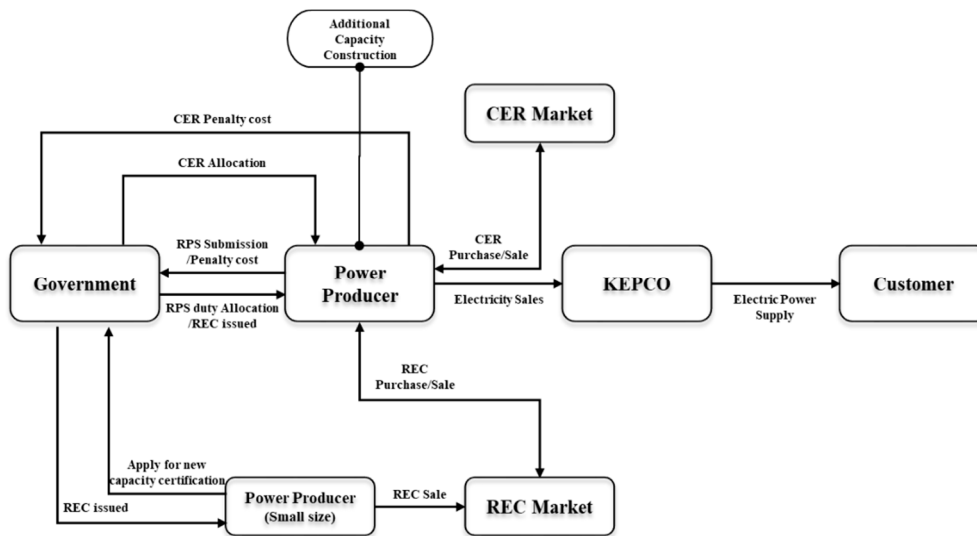 Additional
Capacity
Construction
CER Penalty cost
CER Market
CER Allocation
RPS Submission
/Penalty cost
CER
Purchase/Sale
Government
Power
Producer
KEPCO
Customer
RPS duty Allocation
/REC issued
Electricity Sales
Electric Power
Supply
REC
Purchase/Sale
Apply for new
capacity certification
REC issued
Power Producer
(Small size)
REC Sale
REC Market